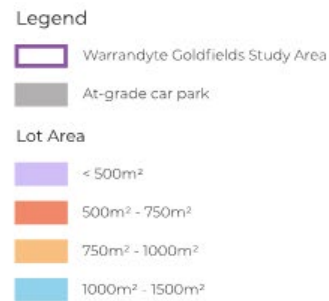 Legend
Warrandyte Goldfields Study Area
At-grade car park
Lot Area
< 500m²
500m² - 750m²
750m² - 1000m²
1000m² - 1500m²